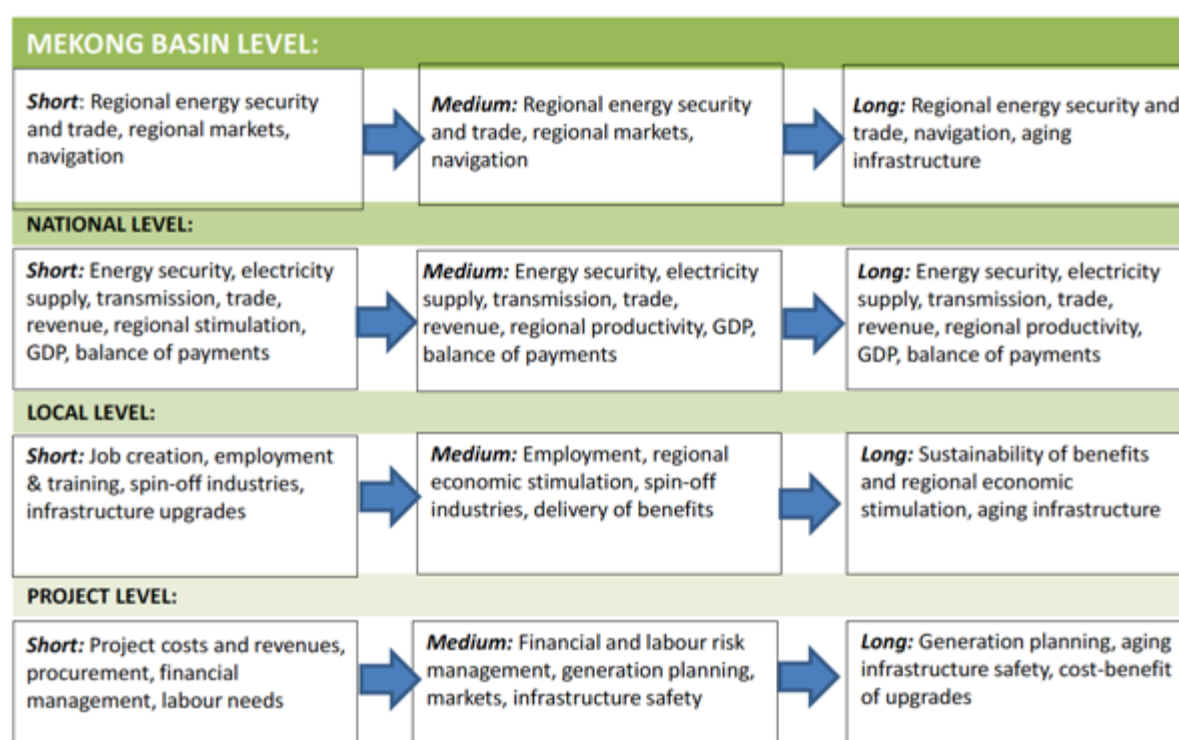 MEKONG BASIN LEVEL:
Short: Regional energy security
and trade, regional markets,
navigation
Medium: Regional energy security
and trade, regional markets,
navigation
Long: Regional energy security and
trade, navigation, aging
infrastructure
NATIONAL LEVEL:
Short: Energy security, electricity
supply, transmission, trade,
revenue, regional stimulation,
GDP, balance of payments
Medium: Energy security, electricity
supply, transmission, trade,
revenue, regional productivity, GDP,
balance of payments
Long: Energy security, electricity
supply, transmission, trade,
revenue, regional productivity,
GDP, balance of payments
LOCAL LEVEL:
Short: Job creation, employment
& training, spin-off industries,
infrastructure upgrades
Medium: Employment, regional
economic stimulation, spin-off
industries, delivery of benefits
Long: Sustainability of benefits
and regional economic
stimulation, aging infrastructure
PROJECT LEVEL:
Short: Project costs and revenues,
procurement, financial
management, labour needs
Medium: Financial and labour risk
management, generation planning,
markets, infrastructure safety
Long: Generation planning, aging
infrastructure safety, cost-benefit
of upgrades